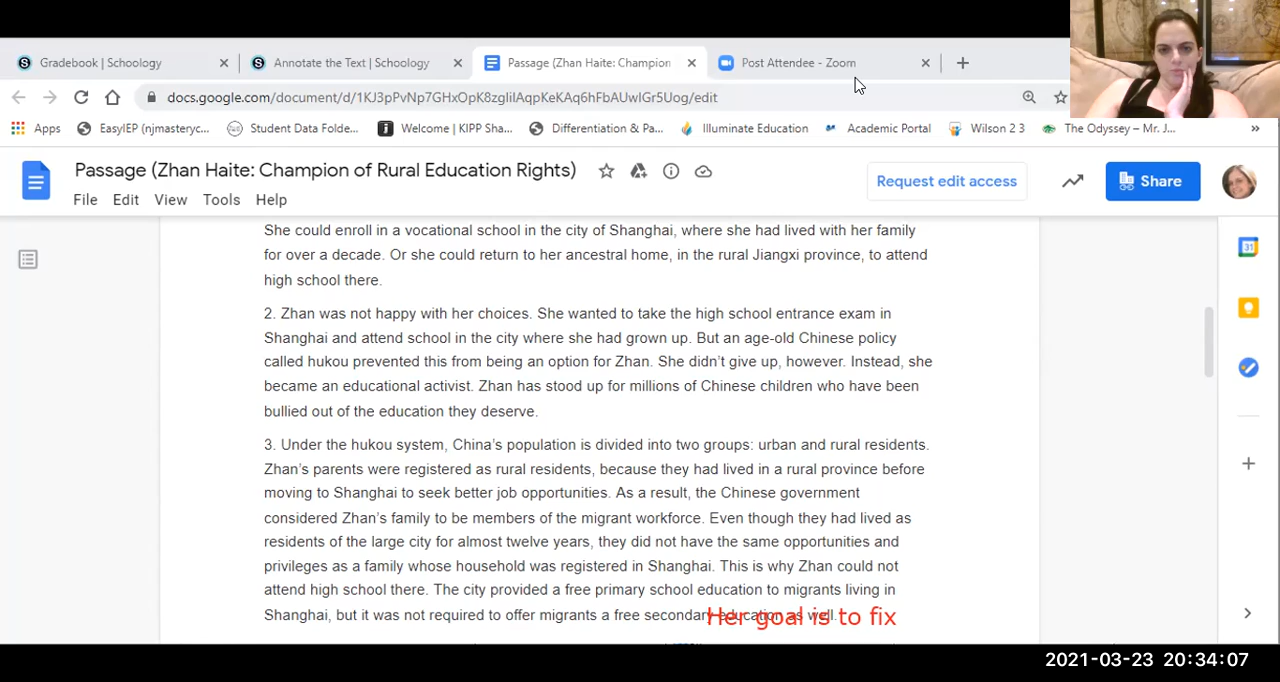 Gradebook | Schoology
Annotate the Text | Schoology
Passage (Zhan Haite: Champion
Post Attendee - Zoom
docs.google.com/document/d/1KJ3pPvNp7GHxOpK8zgIilAqpKeKAq6hFbAUwIGr5Uog/edit
Apps
EasyIEP (njmasteryc...
Student Data Folde...
Welcome | KIPP Sha...
Differentiation & Pa...
Illuminate Education
Academic Portal
Wilson 2 3
The Odyssey – Mr. J...
»
Passage (Zhan Haite: Champion of Rural Education Rights)
Request edit access
Share
File Edit View Tools Help
She could enroll in a vocational school in the city of Shanghai, where she had lived with her family
for over a decade. Or she could return to her ancestral home, in the rural Jiangxi province, to attend
high school there.
2. Zhan was not happy with her choices. She wanted to take the high school entrance exam in
Shanghai and attend school in the city where she had grown up. But an age-old Chinese policy
called hukou prevented this from being an option for Zhan. She didn't give up, however. Instead, she
became an educational activist. Zhan has stood up for millions of Chinese children who have been
bullied out of the education they deserve.
3. Under the hukou system, China's population is divided into two groups: urban and rural residents.
Zhan's parents were registered as rural residents, because they had lived in a rural province before
moving to Shanghai to seek better job opportunities. As a result, the Chinese government
considered Zhan's family to be members of the migrant workforce. Even though they had lived as
residents of the large city for almost twelve years, they did not have the same opportunities and
privileges as a family whose household was registered in Shanghai. This is why Zhan could not
attend high school there. The city provided a free primary school education to migrants living in
Shanghai, but it was not required to offer migrants a free secondary education as well.
Her goal is to fix
31
2021-03-23 20:34:07